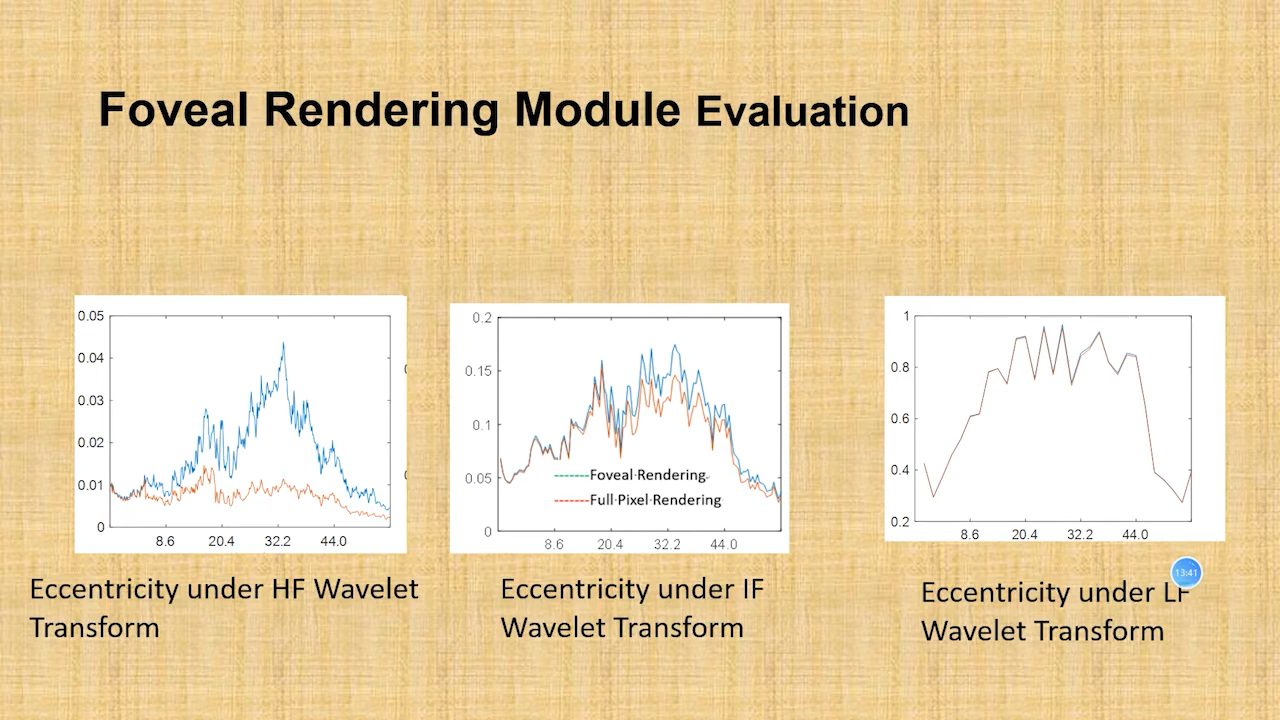 Foveal Rendering Module Evaluation
0.05
0.04
0.03
0.02
0.01
0
8.6 20.4 32.2 44.0
0.2
0.15
0.1
0.05
0
Foveal Rendering
Full Pixel Rendering
8.6 20.4 32.2 44.0
1
0.8
0.6
0.4
0.2
8.6 20.4 32.2 44.0
Eccentricity under HF Wavelet
Transform
Eccentricity under IF
Wavelet Transform
13:41
Eccentricity under LF
Wavelet Transform